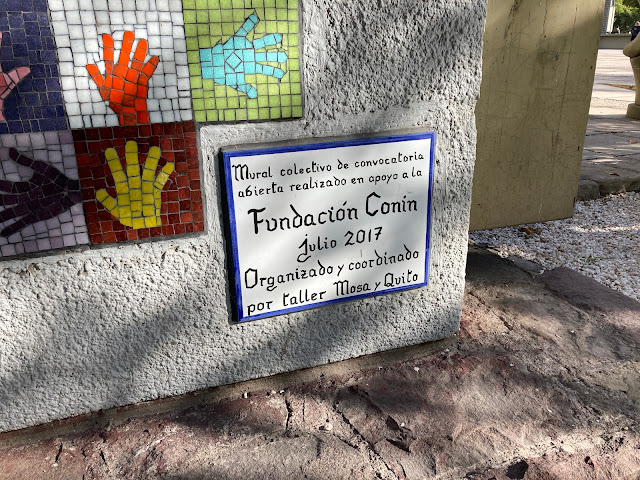 Mural colectivo de convocatoria
abierta realizado en apoyo a la
Fundación Conin
julio 2017
Organizado y coordinado
por taller Mosa y Quito